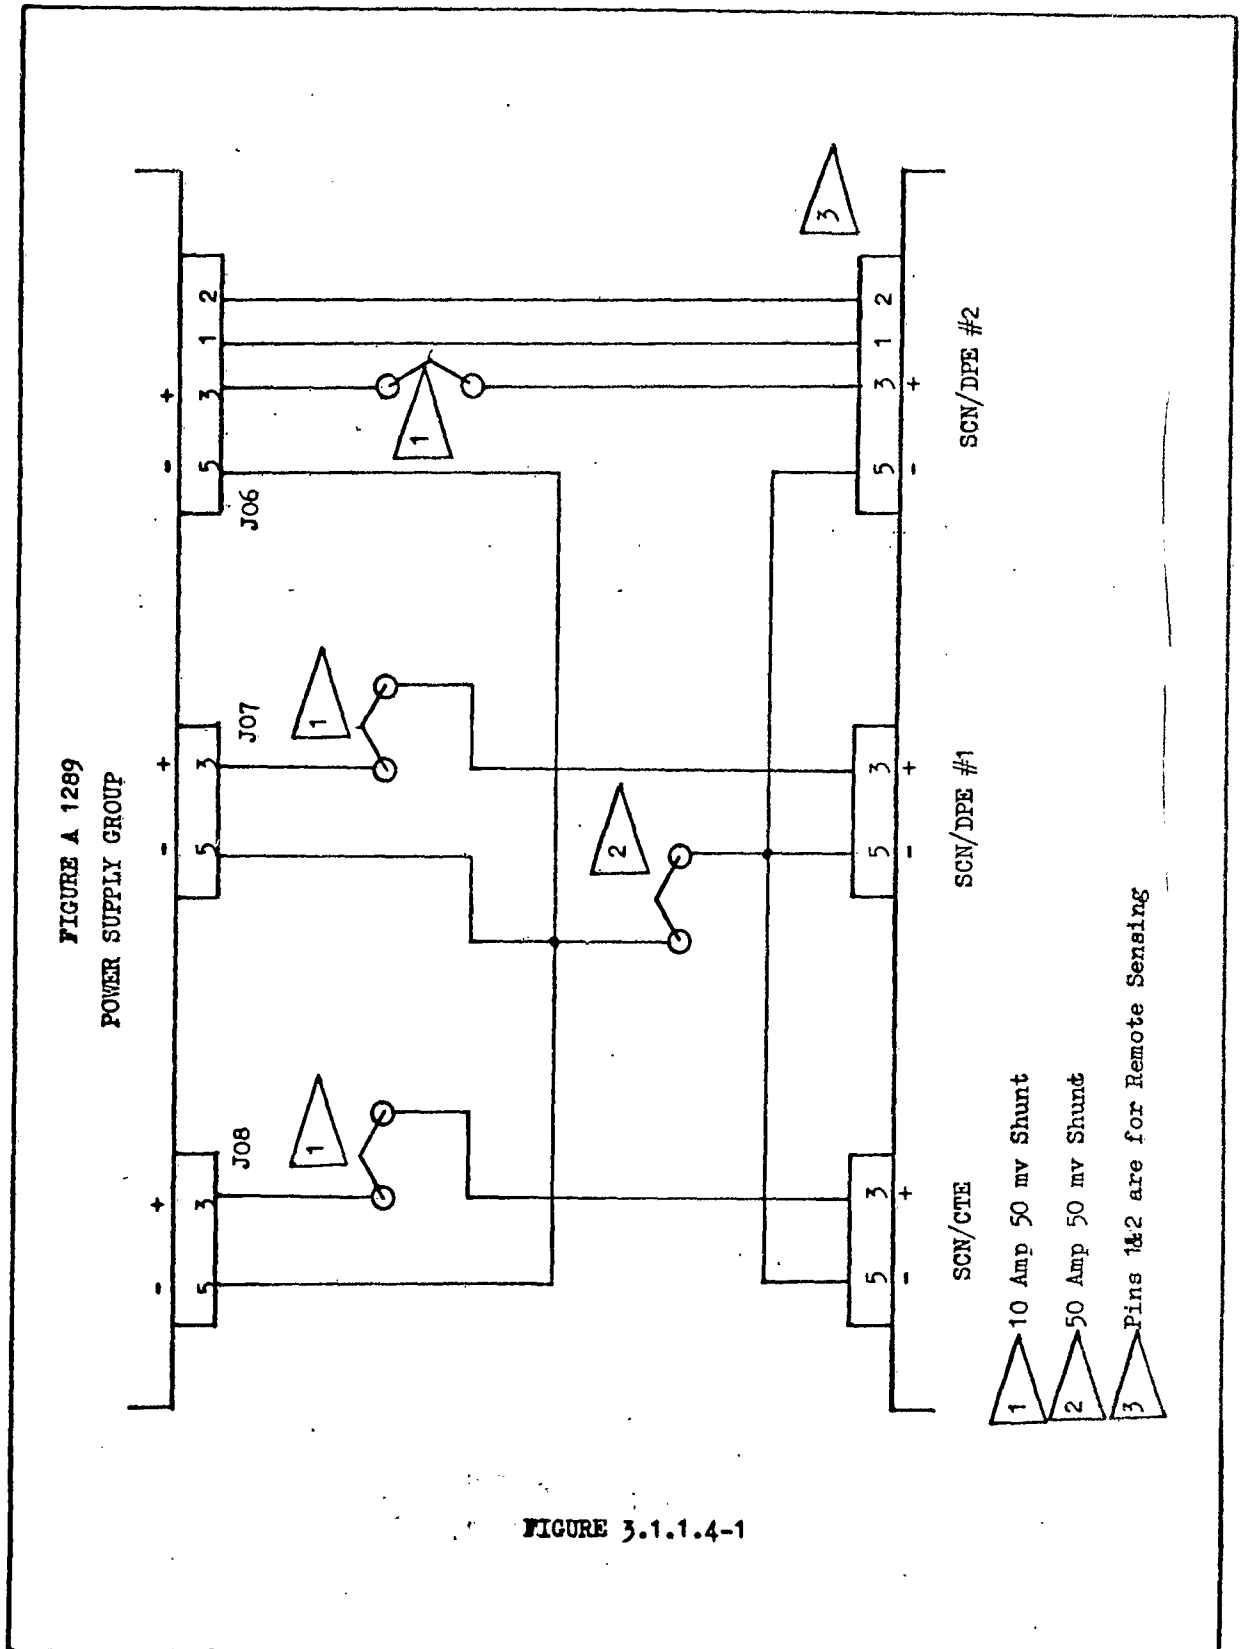 FIGURE A 1289
POWER SUPPLY GROUP
- +
5 3
J08
1
- +
5 3
J07
1
- +
5 3 1 2
J06
1
2
3
5 3
- +
SCN/CTE
5 3
- +
SCN/DPE #1
5 3 1 2
- +
SCN/DPE #2
1 10 Amp 50 mv Shunt
2 50 Amp 50 mv Shunt
3 Pins 1&2 are for Remote Sensing
FIGURE 3.1.1.4-1